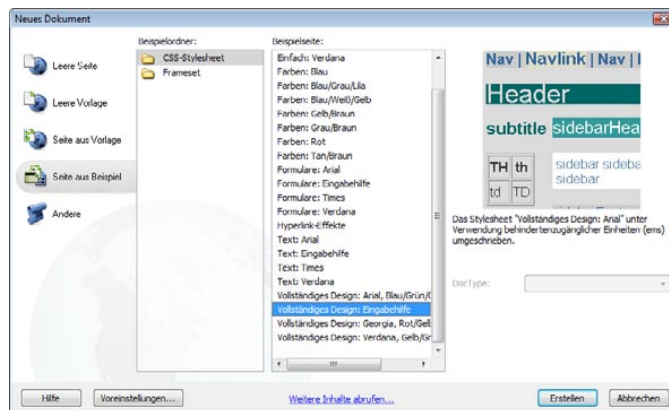 Neues Dokument
Leere Seite
Leere Vorlage
Seite aus Vorlage
Seite aus Beispiel
Andere
Beispielordner:
CSS-Stylesheet
Frameset
Beispielseite:
Einfach: Verdana
Farben: Blau
Farben: Blau/Grau/Lila
Farben: Blau/Weiß/Gelb
Farben: Gelb/Braun
Farben: Grau/Braun
Farben: Rot
Farben: Tan/Braun
Formulare: Arial
Formulare: Eingabehilfe
Formulare: Times
Formulare: Verdana
Hyperlink-Effekte
Text: Arial
Text: Eingabehilfe
Text: Times
Text: Verdana
Vollständiges Design: Arial, Blau/Grün/
Vollständiges Design: Eingabehilfe
Vollständiges Design: Georgia, Rot/Gelb
Vollständiges Design: Verdana, Gelb/Gr
Nav | Navlink | Nav |
Header
subtitle sidebarHea
TH th
td TD
sidebar sideba
sidebar.
Das Stylesheet "Vollständiges Design: Arial" unter
Verwendung behindertenzugänglicher Einheiten (ems)
umgeschrieben.
DocType:
Hilfe
Voreinstellungen...
Weitere Inhalte abrufen...
Erstellen
Abbrechen